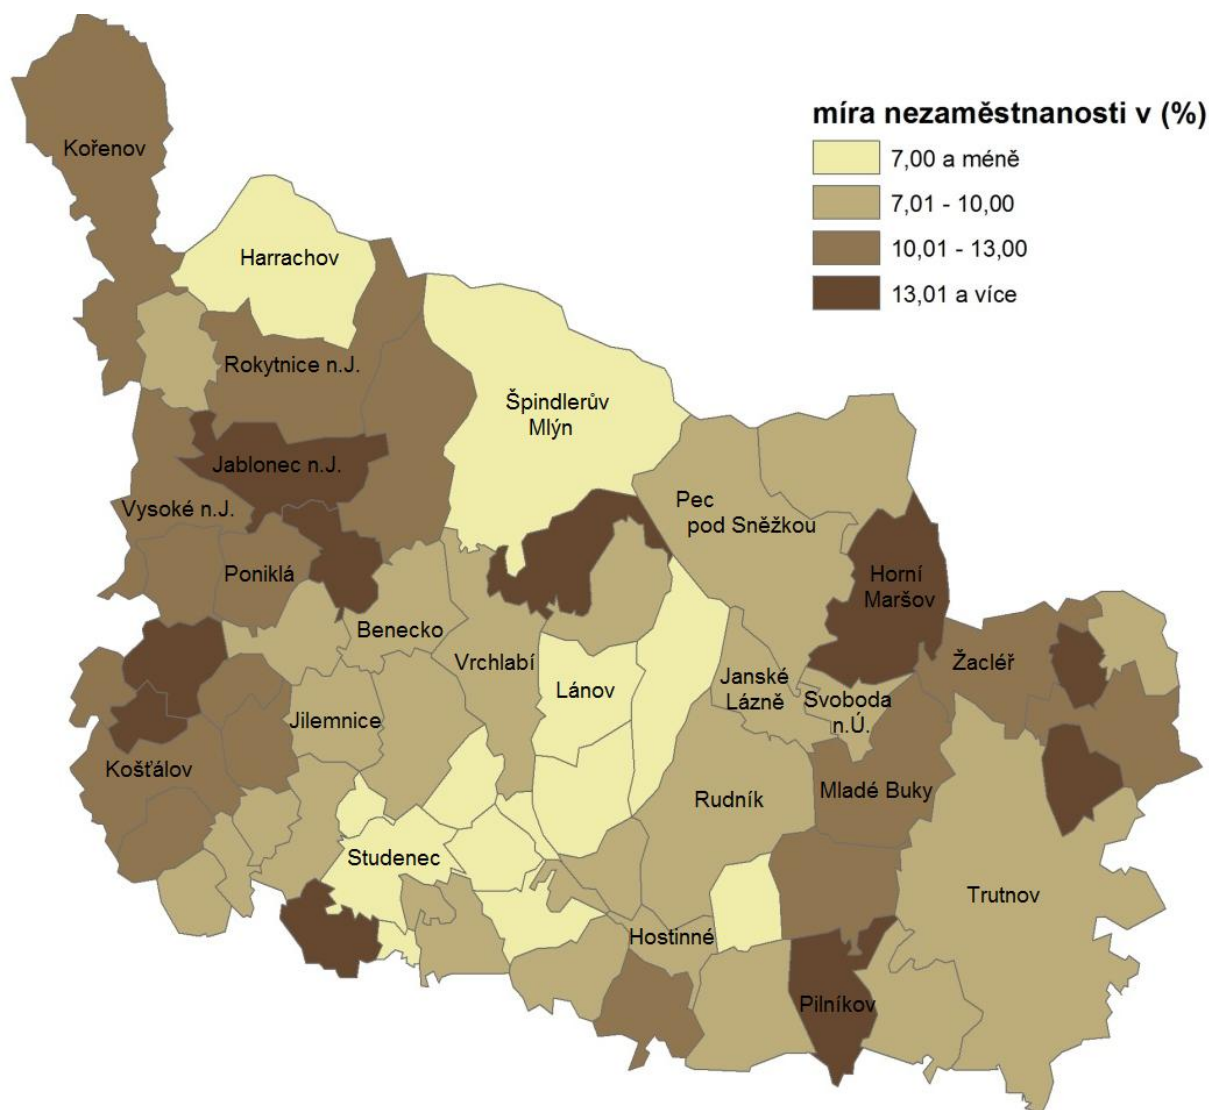 míra nezaměstnanosti v (%)
7,00 a méně
7,01 - 10,00
10,01 - 13,00
13,01 a více
Kořenov
Harrachov
Rokytnice n.J.
Špindlerův
Mlýn
Jablonec n.J.
Vysoké n.J.
Pec
pod Sněžkou
Poniklá
Horní
Maršov
Benecko
Vrchlabí
Lánov
Janské
Lázně
Svoboda
n.Ú.
Žacléř
Jilemnice
Košťálov
Rudník
Mladé Buky
Studenec
Trutnov
Hostinné
Pilníkov